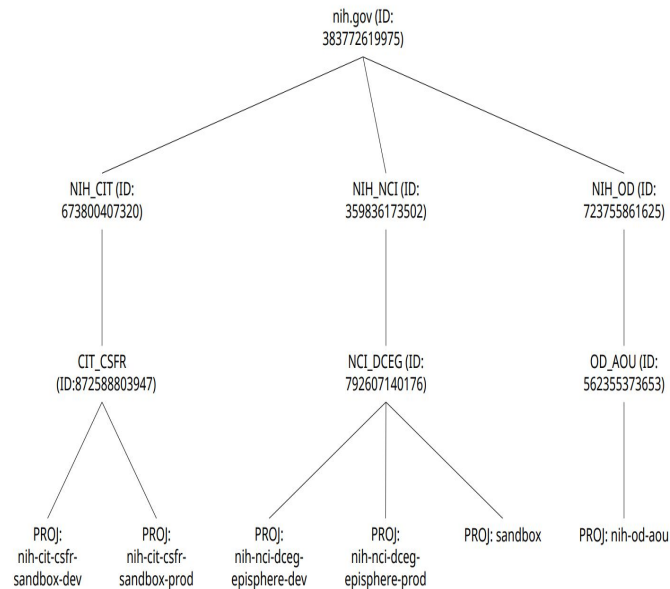 nih.gov (ID:
383772619975)
NIH_CIT (ID:
673800407320)
NIH_NCI (ID:
359836173502)
NIH_OD (ID:
723755861625)
CIT_CSFR
(ID:872588803947)
NCI_DCEG (ID:
792607140176)
OD_AOU (ID:
562355373653)
PROJ:
nih-cit-csfr-
sandbox-dev
PROJ:
nih-cit-csfr-
sandbox-prod
PROJ:
nih-nci-dceg-
episphere-dev
PROJ:
nih-nci-dceg-
episphere-prod
PROJ: sandbox
PROJ: nih-od-aou